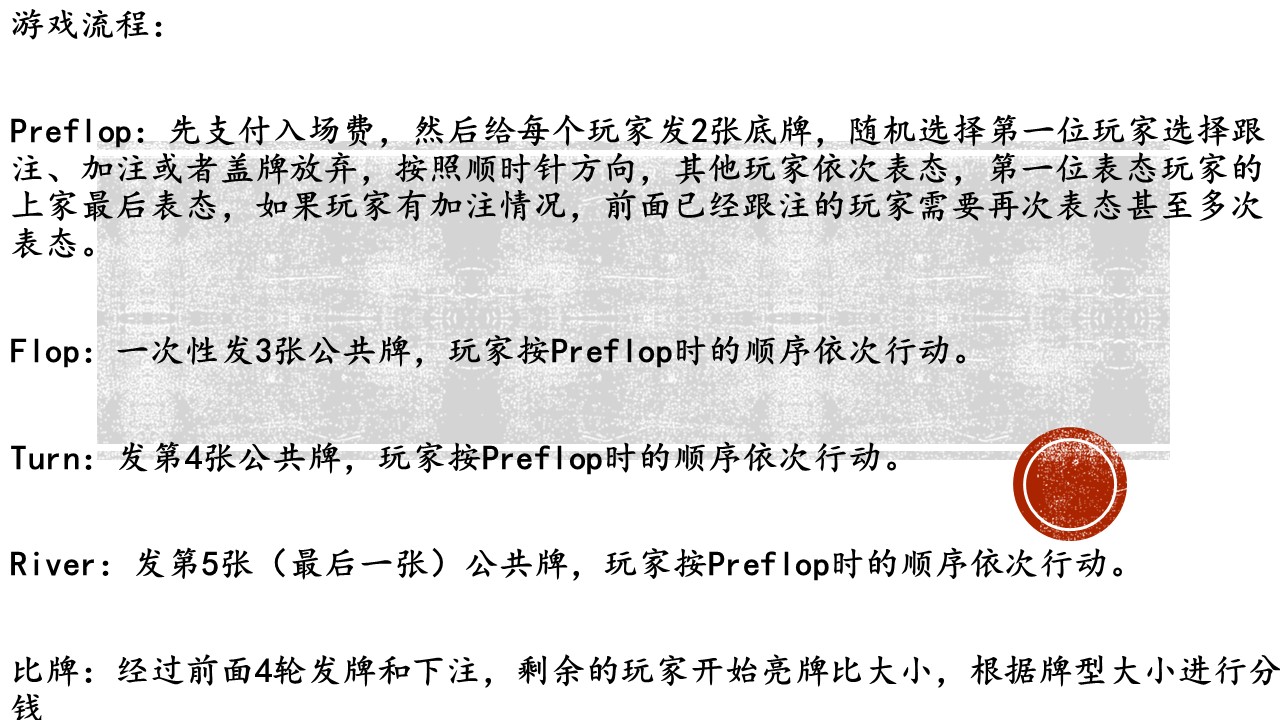 游戏流程：
Preflop：先支付入场费，然后给每个玩家发2张底牌，随机选择第一位玩家选择跟
注、加注或者盖牌放弃，按照顺时针方向，其他玩家依次表态，第一位表态玩家的
上家最后表态，如果玩家有加注情况，前面已经跟注的玩家需要再次表态甚至多次
表态。
Flop：一次性发3张公共牌，玩家按Preflop时的顺序依次行动。
Turn：发第4张公共牌，玩家按Preflop时的顺序依次行动。
River：发第5张（最后一张）公共牌，玩家按Preflop时的顺序依次行动。
比牌：经过前面4轮发牌和下注，剩余的玩家开始亮牌比大小，根据牌型大小进行分
钱